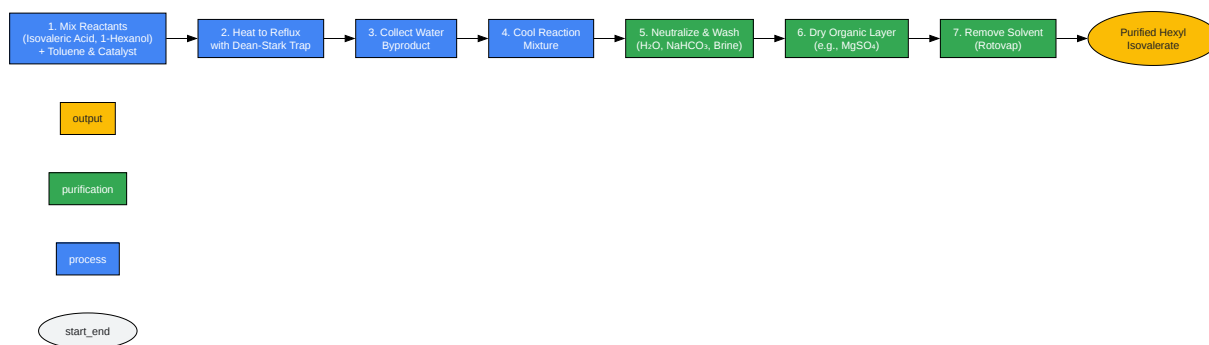 1. Mix Reactants
(Isovaleric Acid, 1-Hexanol)
+ Toluene & Catalyst
2. Heat to Reflux
with Dean-Stark Trap
3. Collect Water
Byproduct
4. Cool Reaction
Mixture
5. Neutralize & Wash
(H₂O, NaHCO₃, Brine)
6. Dry Organic Layer
(e.g., MgSO₄)
7. Remove Solvent
(Rotovap)
Purified Hexyl
Isovalerate
output
purification
process
start_end